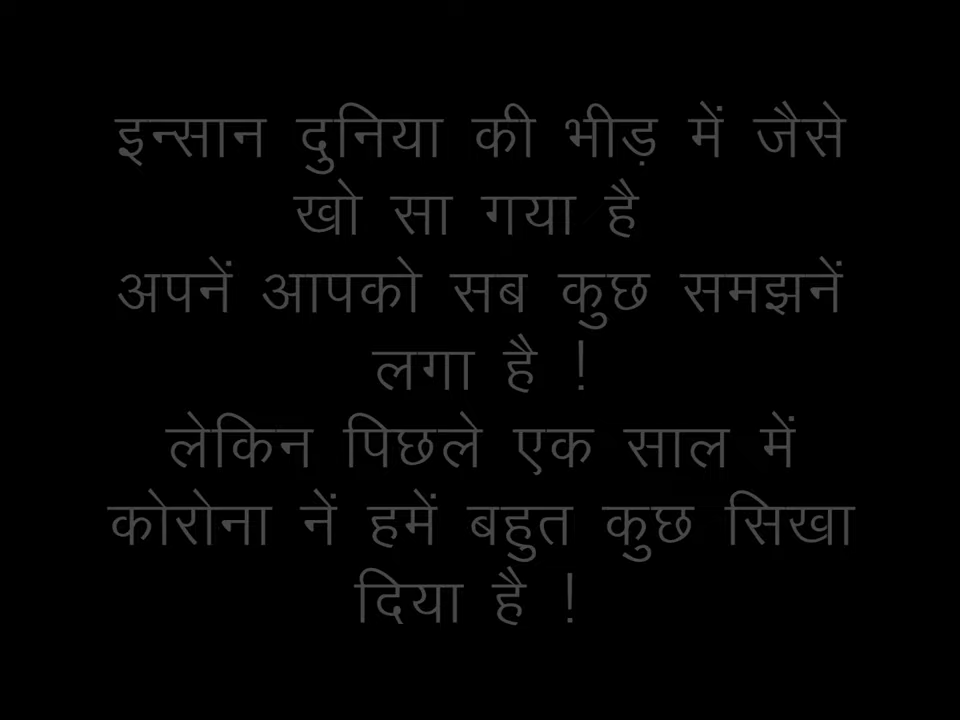 इन्सान दुनिया की भीड़ में जैसे
खो सा गया है
अपनें आपको सब कुछ समझनें
लगा है !
लेकिन पिछले एक साल में
कोरोना नें हमें बहुत कुछ सिखा
दिया है !